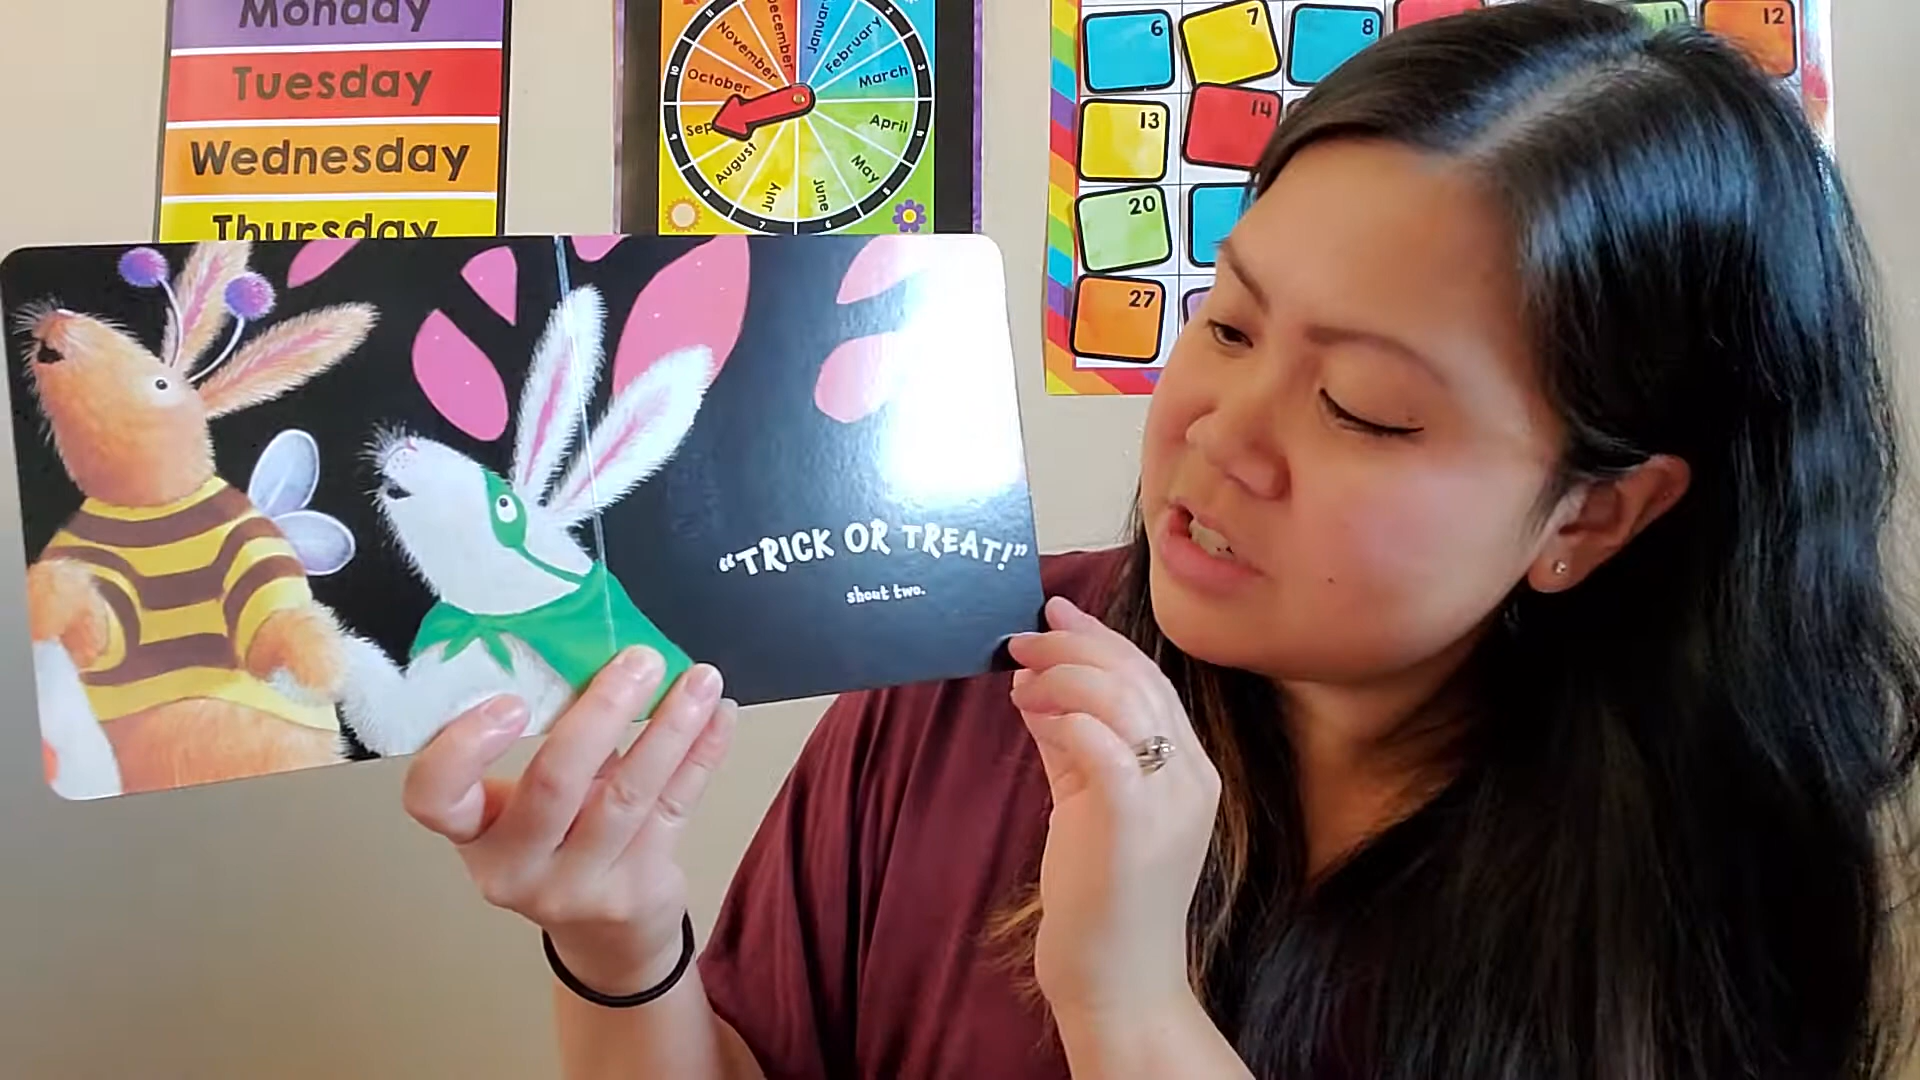 Monday
Tuesday
Wednesday
Thursday
December
January
November
February
October
March
Sep
April
August
May
July
June
6
7
8
11
12
13
14
20
27
"TRICK OR TREAT!"
shout two.